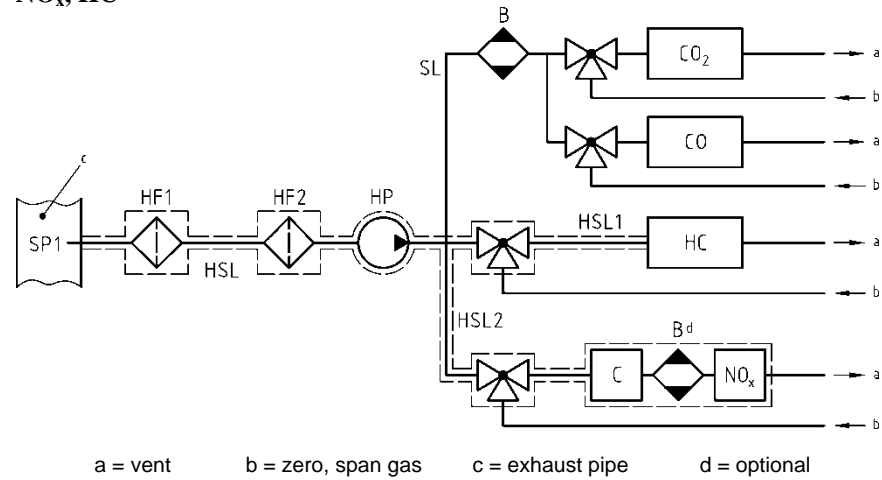 NOₓ, HC
B
SL
CO₂
a
b
CO
a
b
c
HF1
HF2
HP
HSL1
SP1
HSL
HC
a
b
HSL2
Bᵈ
C
NOₓ
a
b
a = vent b = zero, span gas c = exhaust pipe d = optional